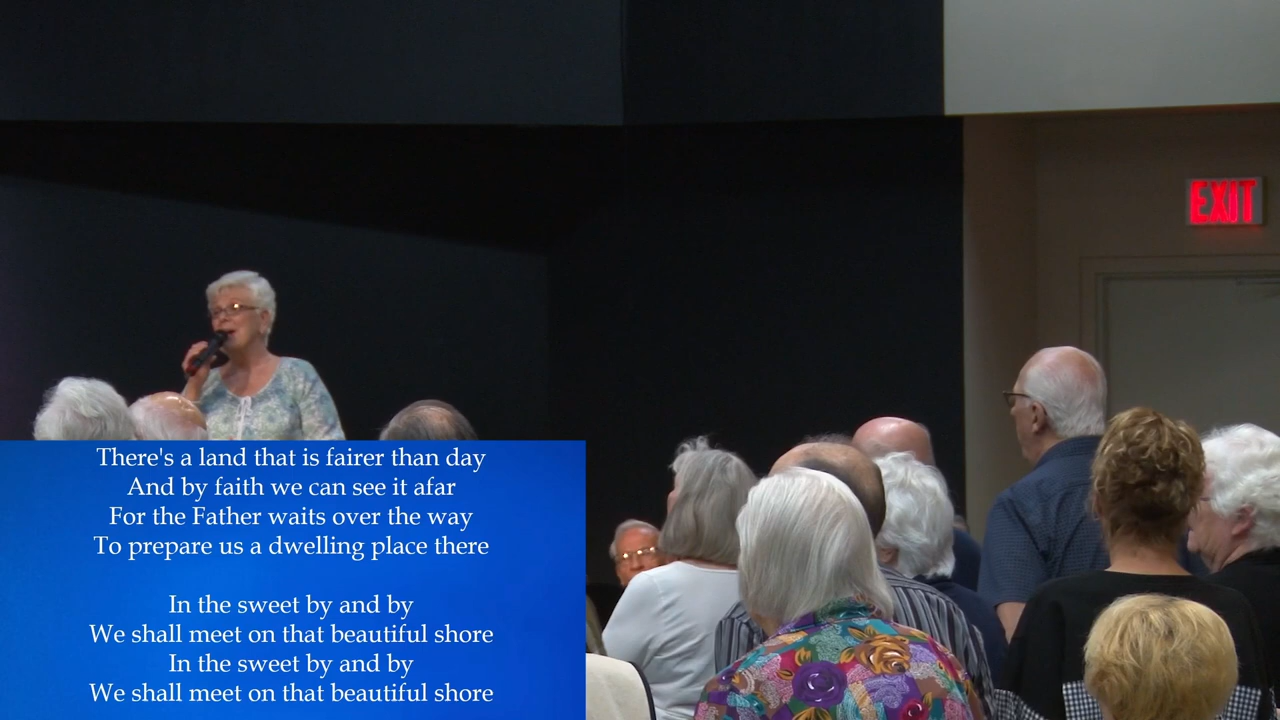 EXIT
There's a land that is fairer than day
And by faith we can see it afar
For the Father waits over the way
To prepare us a dwelling place there
In the sweet by and by
We shall meet on that beautiful shore
In the sweet by and by
We shall meet on that beautiful shore